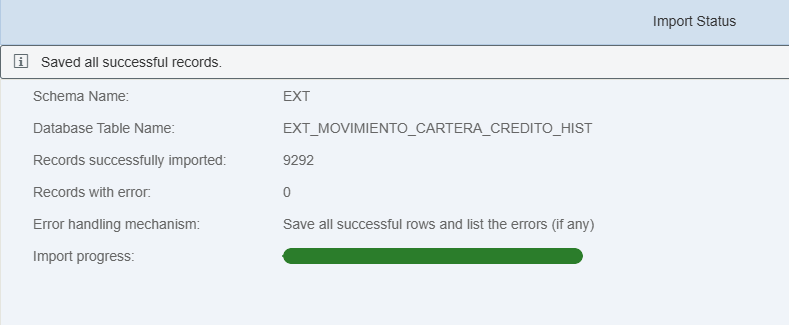 Import Status
Saved all successful records.
Schema Name: EXT
Database Table Name: EXT_MOVIMIENTO_CARTERA_CREDITO_HIST
Records successfully imported: 9292
Records with error: 0
Error handling mechanism: Save all successful rows and list the errors (if any)
Import progress: